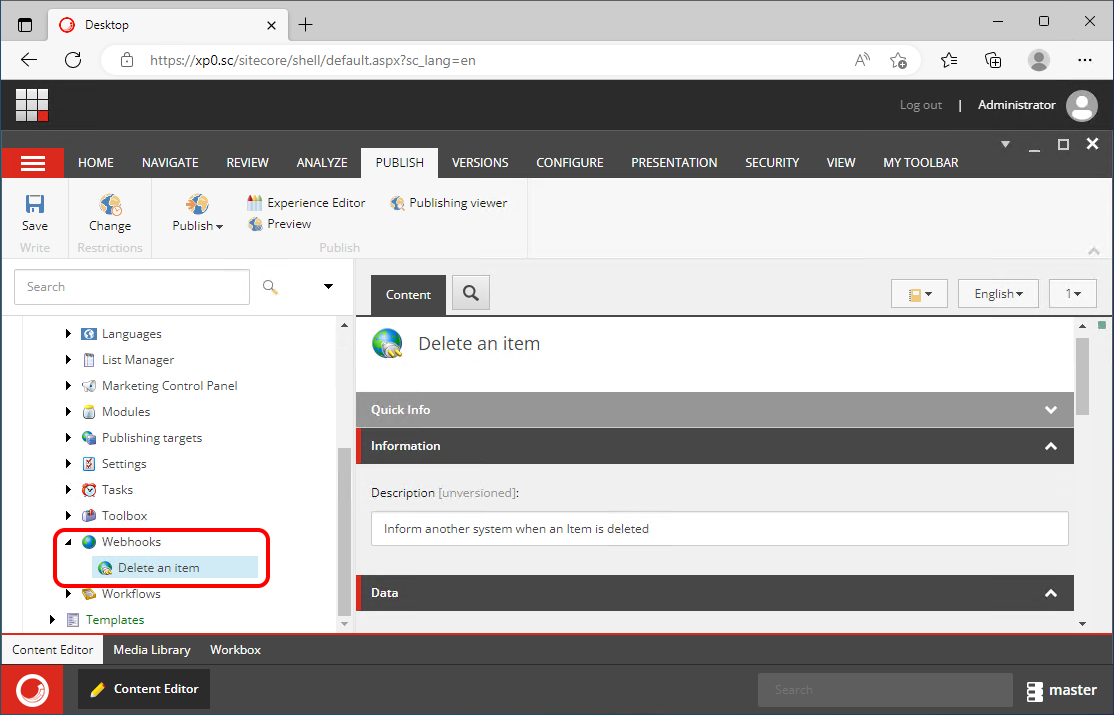 Desktop
https://xp0.sc/sitecore/shell/default.aspx?sc_lang=en
Log out | Administrator
HOME NAVIGATE REVIEW ANALYZE PUBLISH VERSIONS CONFIGURE PRESENTATION SECURITY VIEW MY TOOLBAR
Save
Write
Change
Restrictions
Publish
Experience Editor
Preview
Publishing viewer
Publish
Search
Languages
List Manager
Marketing Control Panel
Modules
Publishing targets
Settings
Tasks
Toolbox
Webhooks
Delete an item
Workflows
Templates
Content
English
1
Delete an item
Quick Info
Information
Description [unversioned]:
Inform another system when an Item is deleted
Data
Content Editor Media Library Workbox
Content Editor
Search
master